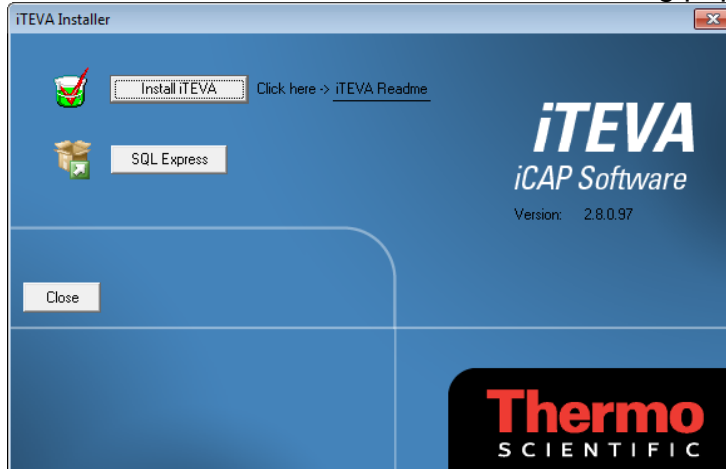 iTEVA Installer
Install iTEVA Click here -> iTEVA Readme
SQL Express
iTEVA
iCAP Software
Version: 2.8.0.97
Close
Thermo
SCIENTIFIC